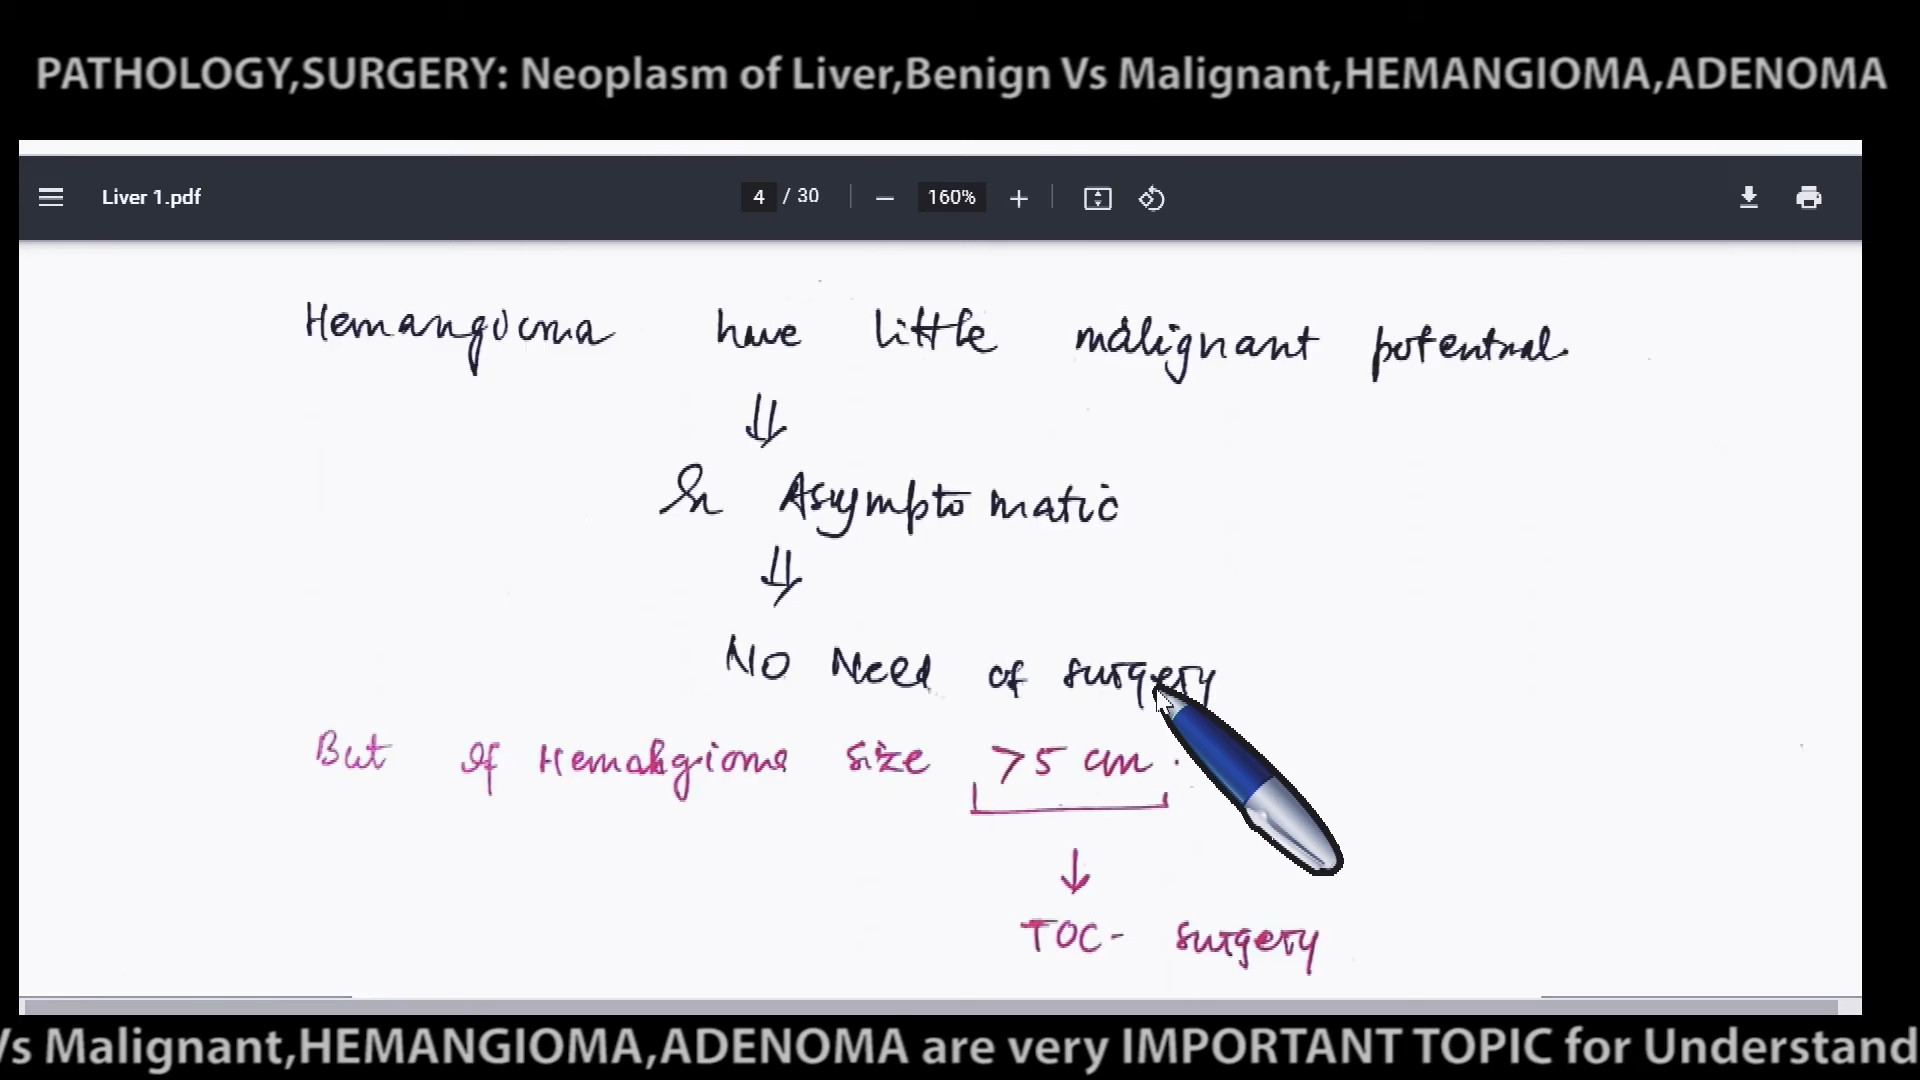 PATHOLOGY,SURGERY: Neoplasm of Liver,Benign Vs Malignant,HEMANGIOMA,ADENOMA
Liver 1.pdf 4 / 30 160%
Hemangioma have little malignant potential.
In Asymptomatic
NO Need of surgery
But If Hemahgioma size >5 cm.
TOC- surgery
Vs Malignant,HEMANGIOMA,ADENOMA are very IMPORTANT TOPIC for Understand